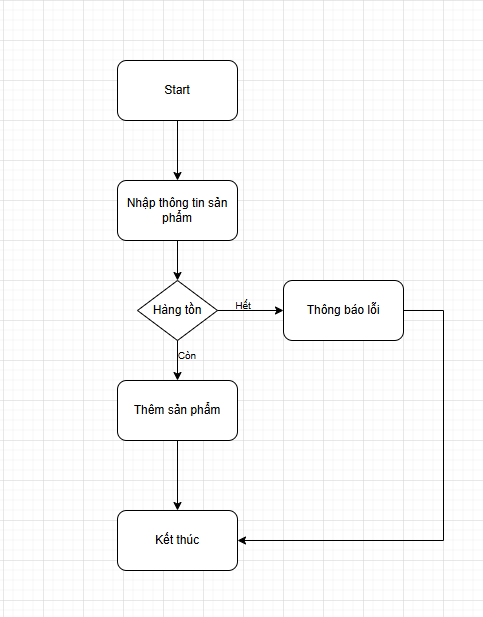 Start
Nhập thông tin sản
phẩm
Hàng tồn
Hết
Thông báo lỗi
Còn
Thêm sản phẩm
Kết thúc